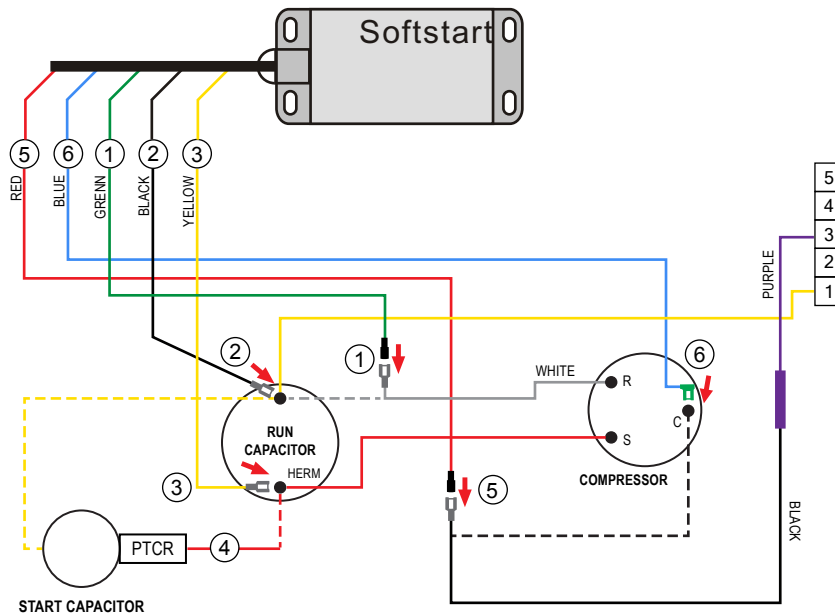 Softstart
5
6
1
2
3
RED
BLUE
GRENN
BLACK
YELLOW
5
4
3
2
1
PURPLE
2
1
WHITE
6
R
C
S
RUN
CAPACITOR
HERM
COMPRESSOR
3
5
BLACK
PTCR
4
START CAPACITOR